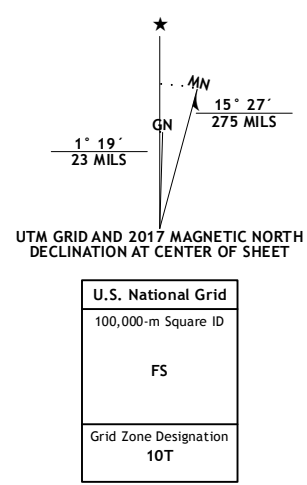 ★
MN
GN
15° 27´
275 MILS
1° 19´
23 MILS
UTM GRID AND 2017 MAGNETIC NORTH
DECLINATION AT CENTER OF SHEET
U.S. National Grid
100,000-m Square ID
FS
Grid Zone Designation
10T